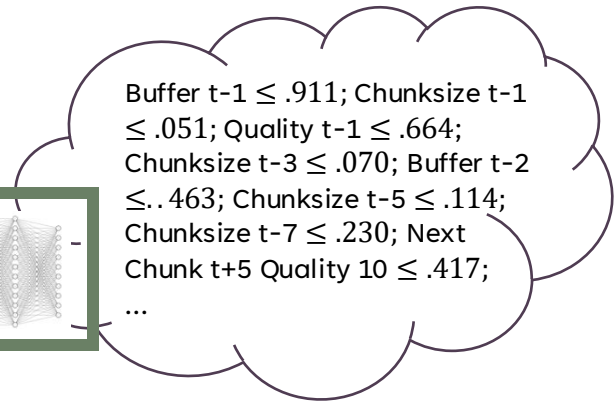 Buffer t-1 ≤ .911; Chunksize t-1
≤ .051; Quality t-1 ≤ .664;
Chunksize t-3 ≤ .070; Buffer t-2
≤. . 463; Chunksize t-5 ≤ .114;
Chunksize t-7 ≤ .230; Next
Chunk t+5 Quality 10 ≤ .417;
...